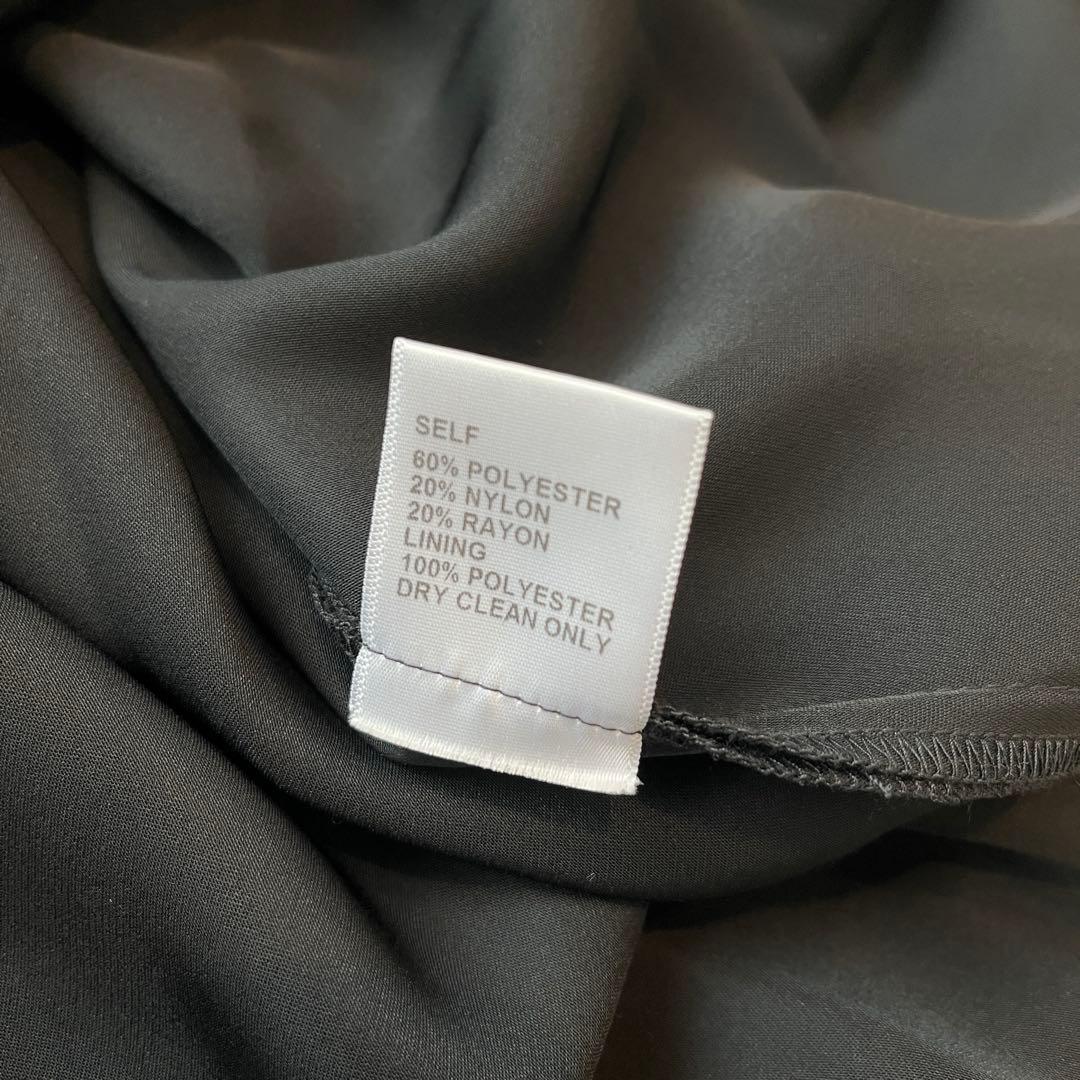 SELF
60% POLYESTER
20% NYLON
20% RAYON
LINING
100% POLYESTER
DRY CLEAN ONLY